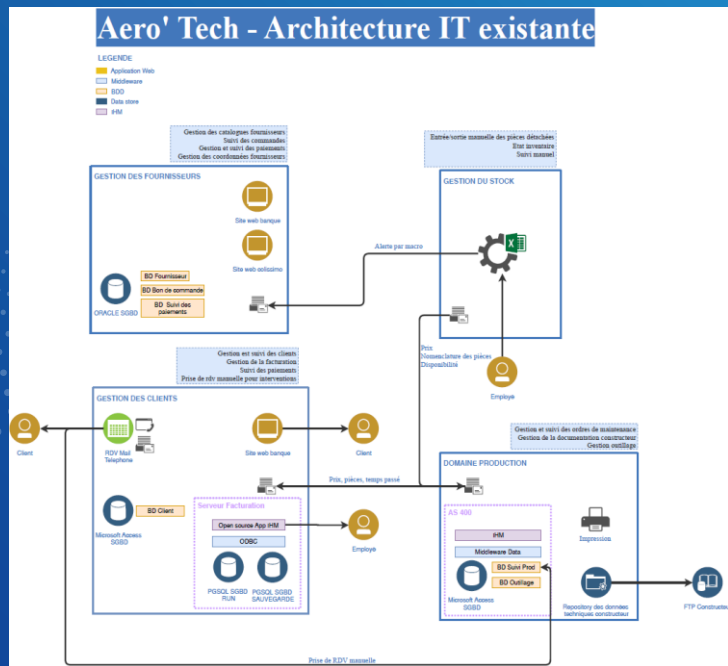 Aero' Tech - Architecture IT existante
LEGENDE
Application Web
Middleware
BDD
Data store
IHM
Gestion des catalogues fournisseurs
Suivi des commandes
Gestion et suivi des paiements
Gestion des coordonnées fournisseurs
GESTION DES FOURNISSEURS
Site web banque
Site web colissimo
BD Fournisseur
BD Bon de commande
BD Suivi des
paiements
ORACLE SGBD
Entrée/sortie manuelle des pièces détachées
Etat inventaire
Suivi manuel
GESTION DU STOCK
Alerte par macro
Prix
Nomenclature des pièces
Disponibilité
Employé
Gestion est suivi des clients
Gestion de la facturation
Suivi des paiements
Prise de rdv manuelle pour interventions
GESTION DES CLIENTS
Client
RDV Mail
Telephone
Site web banque
Client
Prix, pièces, temps passé
BD Client
Microsoft Access
SGBD
Serveur Facturation
Open source App IHM
ODBC
PGSQL SGBD
RUN
PGSQL SGBD
SAUVEGARDE
Employé
Gestion et suivi des ordres de maintenance
Gestion de la documentation constructeur
Gestion outillage
DOMAINE PRODUCTION
AS 400
IHM
Middleware Data
BD Suivi Prod
BD Outillage
Microsoft Access
SGBD
Impression
Repository des données
techniques constructeur
FTP Constructeur
Prise de RDV manuelle